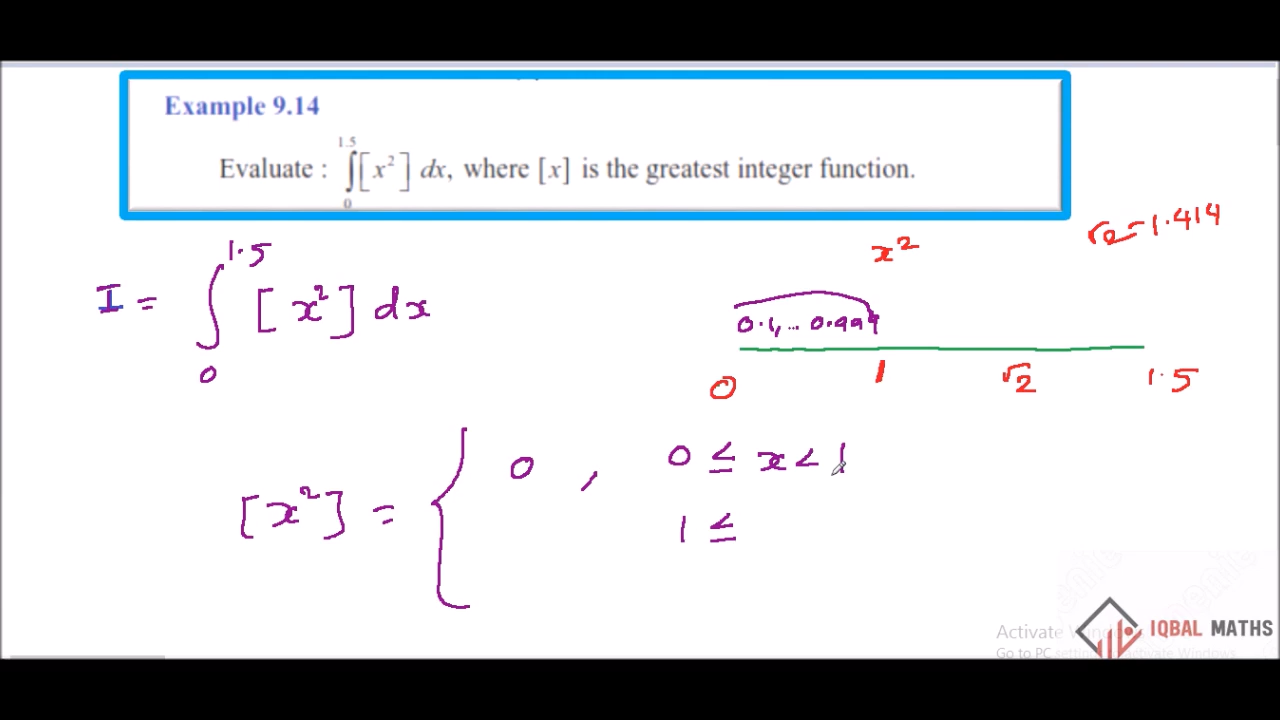 Example 9.14
Evaluate : ∫₀^1.5 [x²] dx, where [x] is the greatest integer function.
√2 = 1.414
x²
I = ∫₀^1.5 [x²] dx
0.1, ... 0.999
0 1 √2 1.5
[x²] = { 0 , 0 ≤ x < 1
1 ≤
Activate Windows
Go to PC settings to activate Windows.
IQBAL MATHS